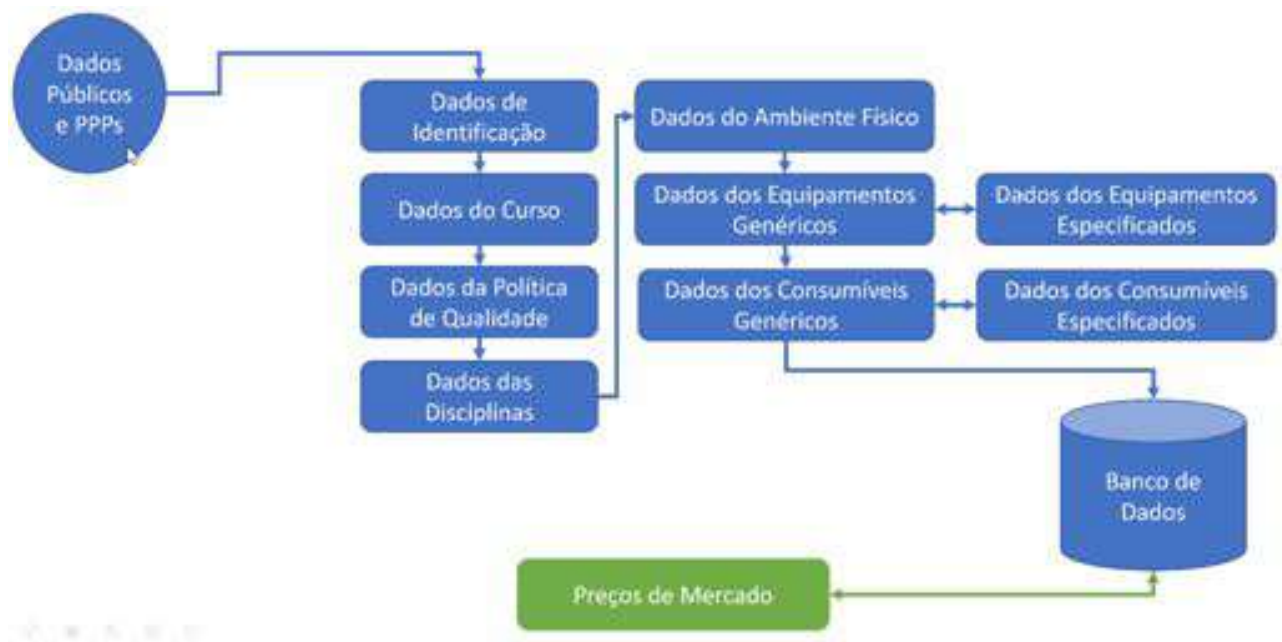 Dados
Públicos
e PPPs
Dados de
Identificação
Dados do Curso
Dados da Política
de Qualidade
Dados das
Disciplinas
Dados do Ambiente Físico
Dados dos Equipamentos
Genéricos
Dados dos Equipamentos
Especificados
Dados dos Consumíveis
Genéricos
Dados dos Consumíveis
Especificados
Banco de
Dados
Preços de Mercado